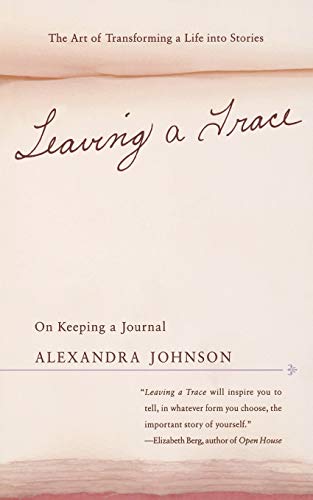 The Art of Transforming a Life into Stories
Leaving a Trace
On Keeping a Journal
ALEXANDRA JOHNSON
“Leaving a Trace will inspire you to
tell, in whatever form you choose, the
important story of yourself.”
—Elizabeth Berg, author of Open House